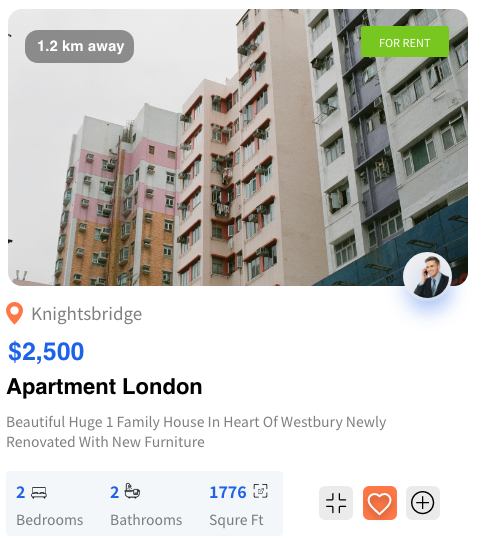 1.2 km away
FOR RENT
Knightsbridge
$2,500
Apartment London
Beautiful Huge 1 Family House In Heart Of Westbury Newly
Renovated With New Furniture
2
2
1776
Bedrooms
Bathrooms
Squre Ft